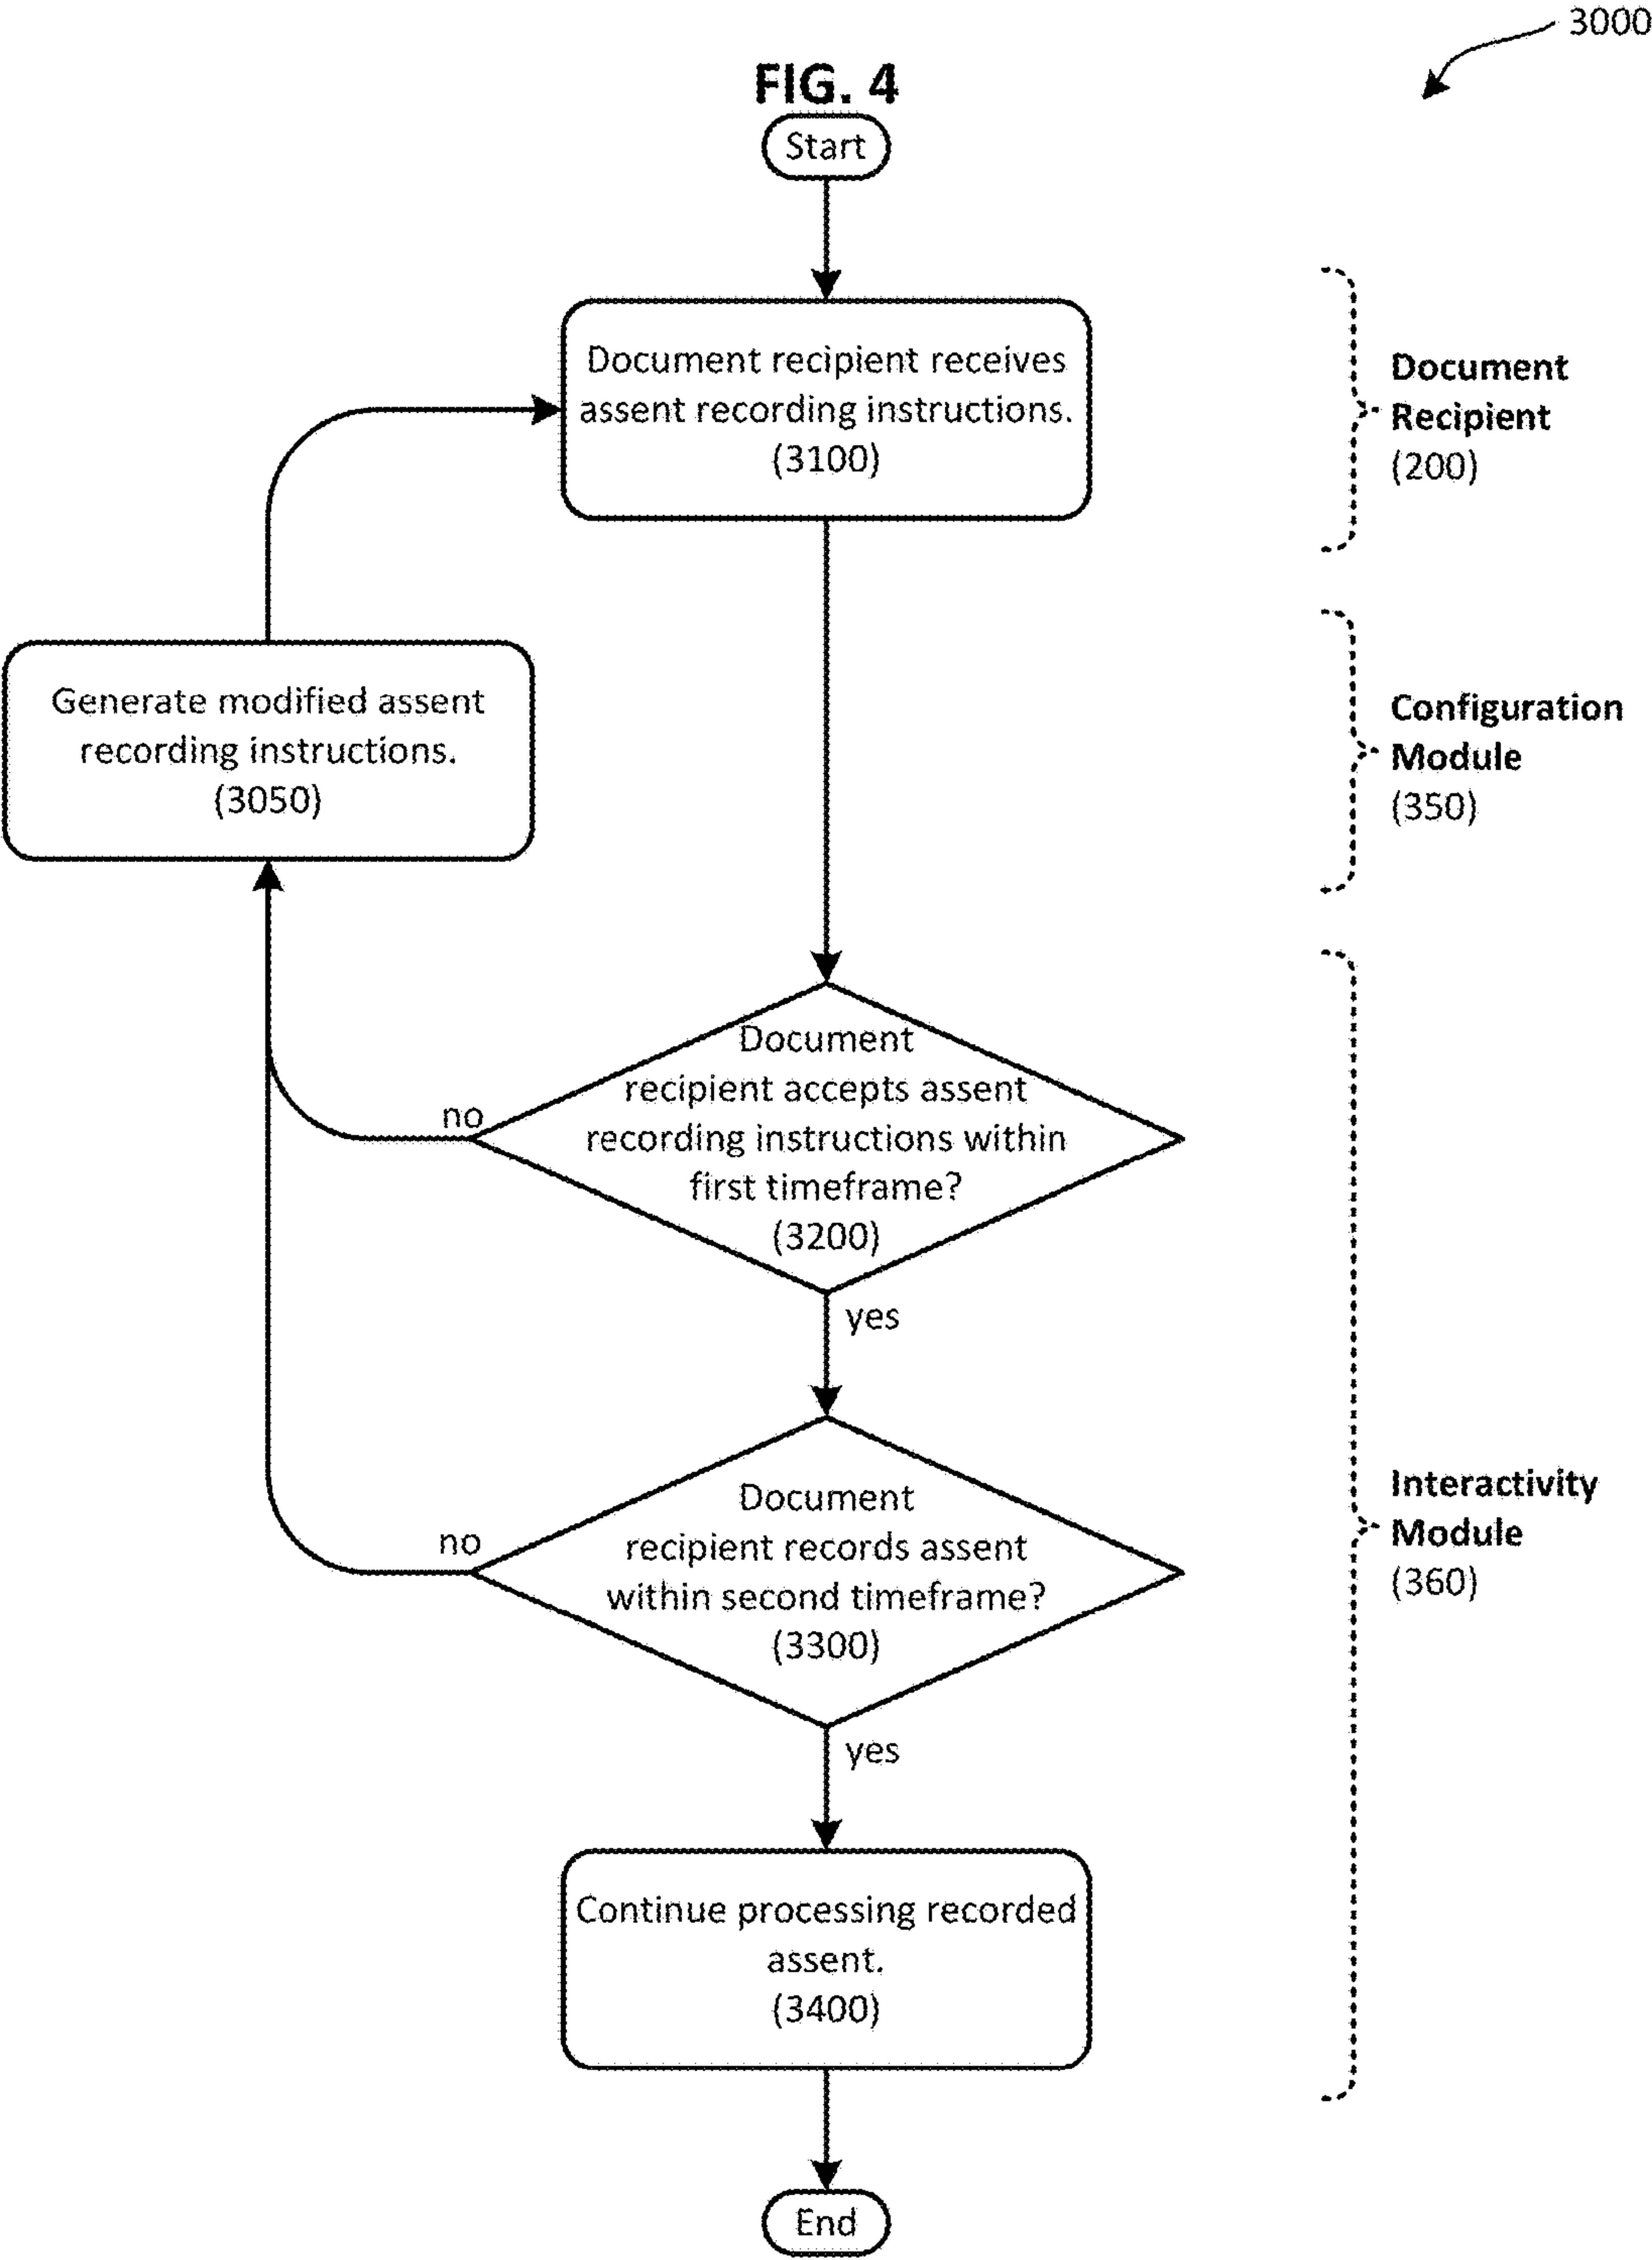 3000
FIG. 4
Start
Document recipient receives
assent recording instructions.
(3100)
Document
Recipient
(200)
Generate modified assent
recording instructions.
(3050)
Configuration
Module
(350)
Document
recipient accepts assent
recording instructions within
first timeframe?
(3200)
no
yes
Document
recipient records assent
within second timeframe?
(3300)
no
yes
Interactivity
Module
(360)
Continue processing recorded
assent.
(3400)
End